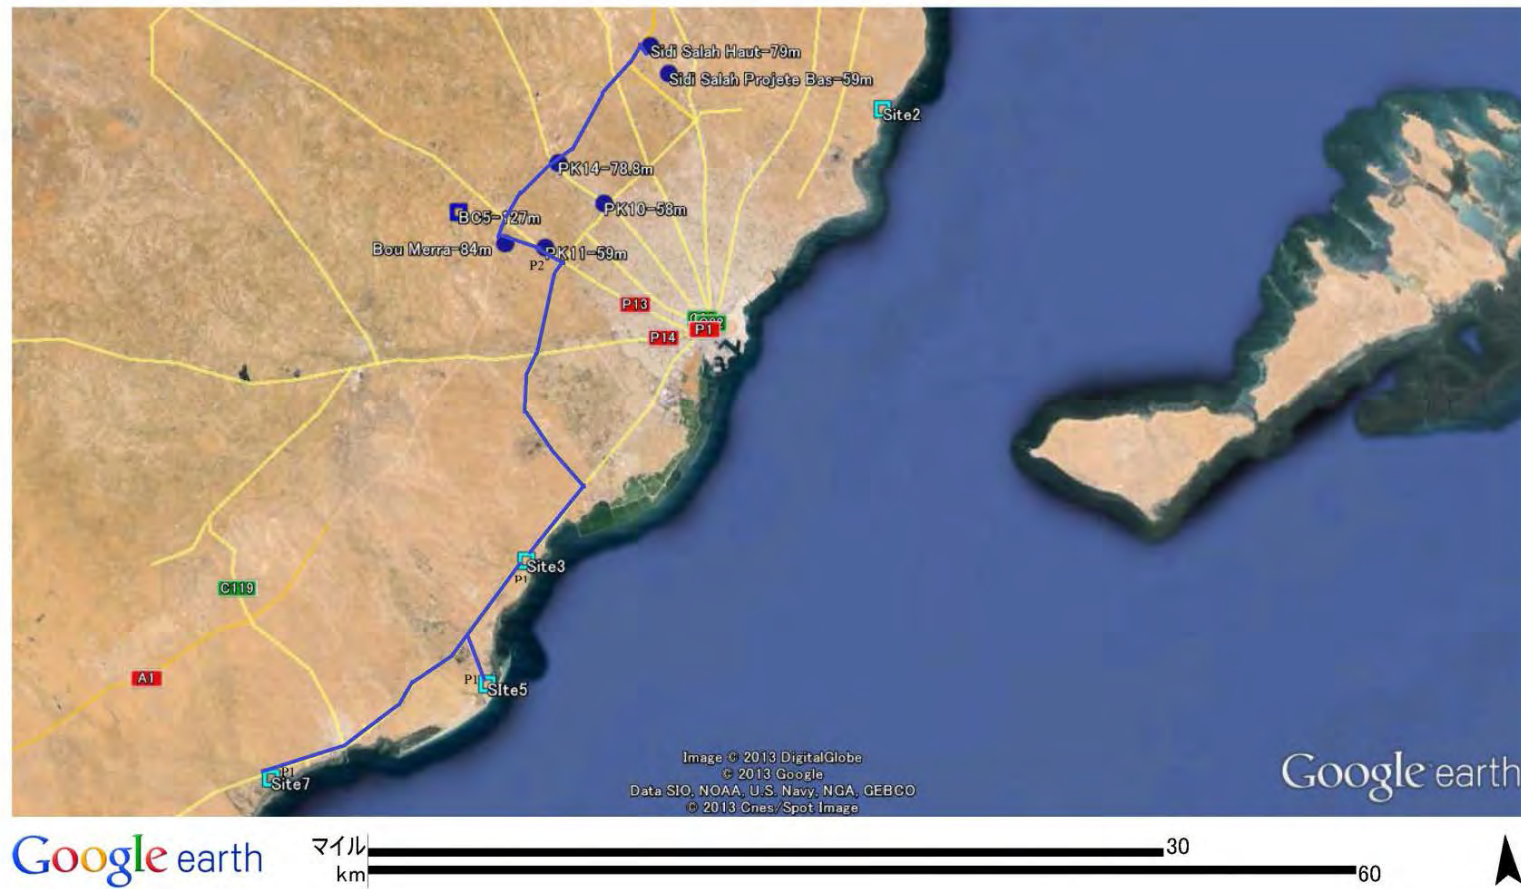 Sidi Salah Haut-79m
Sidi Salah Projete Bas-59m
Site2
PK14-78.8m
PK10-58m
BC5-127m
Bou Merra-84m
PK11-59m
P2
P13
P1
P14
Site3
P1
C119
A1
P1
SIte5
P1
Site7
Image © 2013 DigitalGlobe
© 2013 Google
Data SIO, NOAA, U.S. Navy, NGA, GEBCO
© 2013 Cnes/Spot Image
Google earth
Google earth
マイル 30
km 60